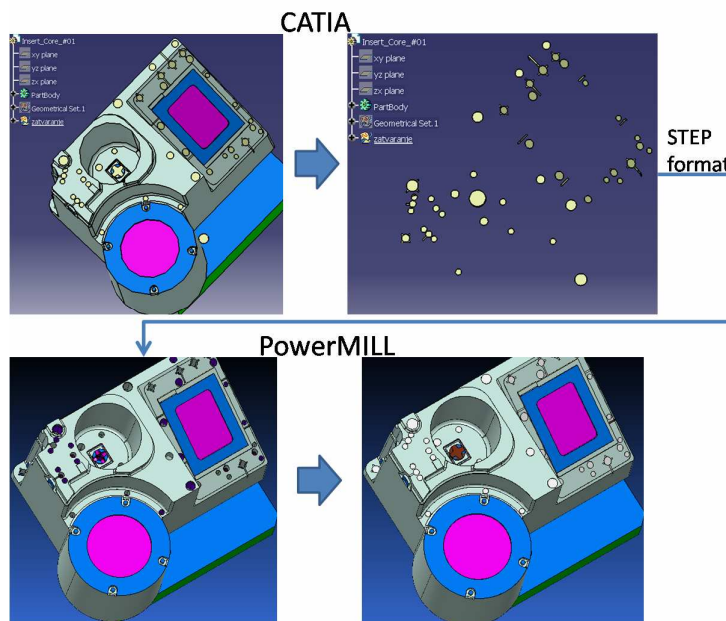 CATIA
Insert_Core_#01
xy plane
yz plane
zx plane
PartBody
Geometrical Set.1
zatvaranje
Insert_Core_#01
xy plane
yz plane
zx plane
PartBody
Geometrical Set.1
zatvaranje
STEP
format
PowerMILL